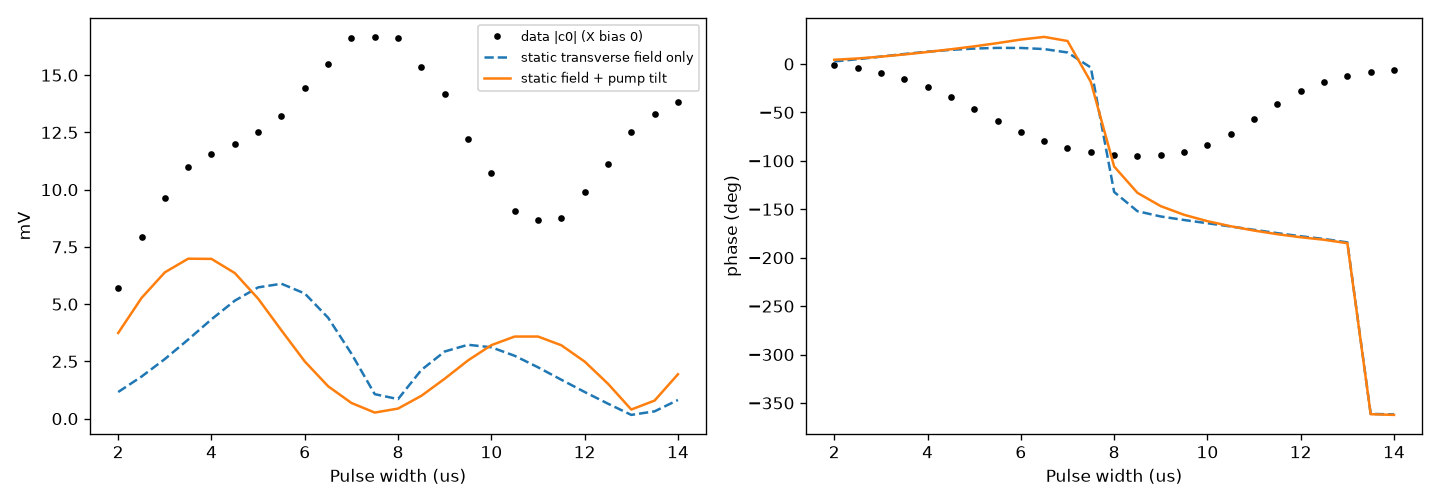 data |c0| (X bias 0)
static transverse field only
static field + pump tilt
mV
15.0
12.5
10.0
7.5
5.0
2.5
0.0
2 4 6 8 10 12 14
Pulse width (us)
phase (deg)
0
−50
−100
−150
−200
−250
−300
−350
2 4 6 8 10 12 14
Pulse width (us)